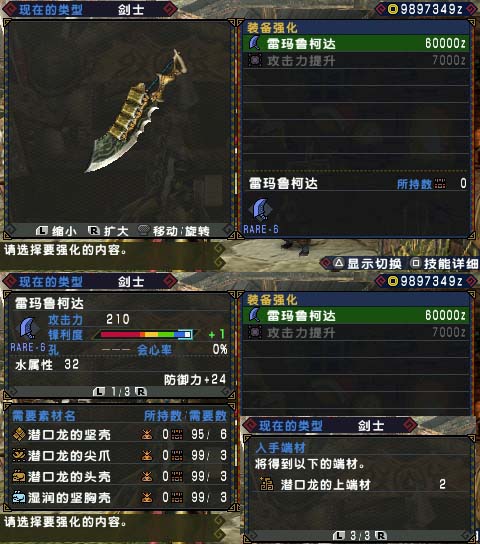 现在的类型 剑士
9897349z
装备强化
雷玛鲁柯达 60000z
攻击力提升 7000z
雷玛鲁柯达 所持数 0
RARE-6
L 缩小 R 扩大 移动/旋转
请选择要强化的内容。
△显示切换 □技能详细
现在的类型 剑士
9897349z
雷玛鲁柯达
攻击力 210
锋利度 +1
RARE-6 孔 --- 会心率 0%
水属性 32
防御力+24
L 1/3 R
装备强化
雷玛鲁柯达 60000z
攻击力提升 7000z
需要素材名 所持数/需要数
潜口龙的坚壳 0 95/ 6
潜口龙的尖爪 0 99/ 3
潜口龙的头壳 0 99/ 3
湿润的坚胸壳 0 99/ 3
请选择要强化的内容。
现在的类型 剑士
入手端材
将得到以下的端材。
潜口龙的上端材 2
L 3/3 R